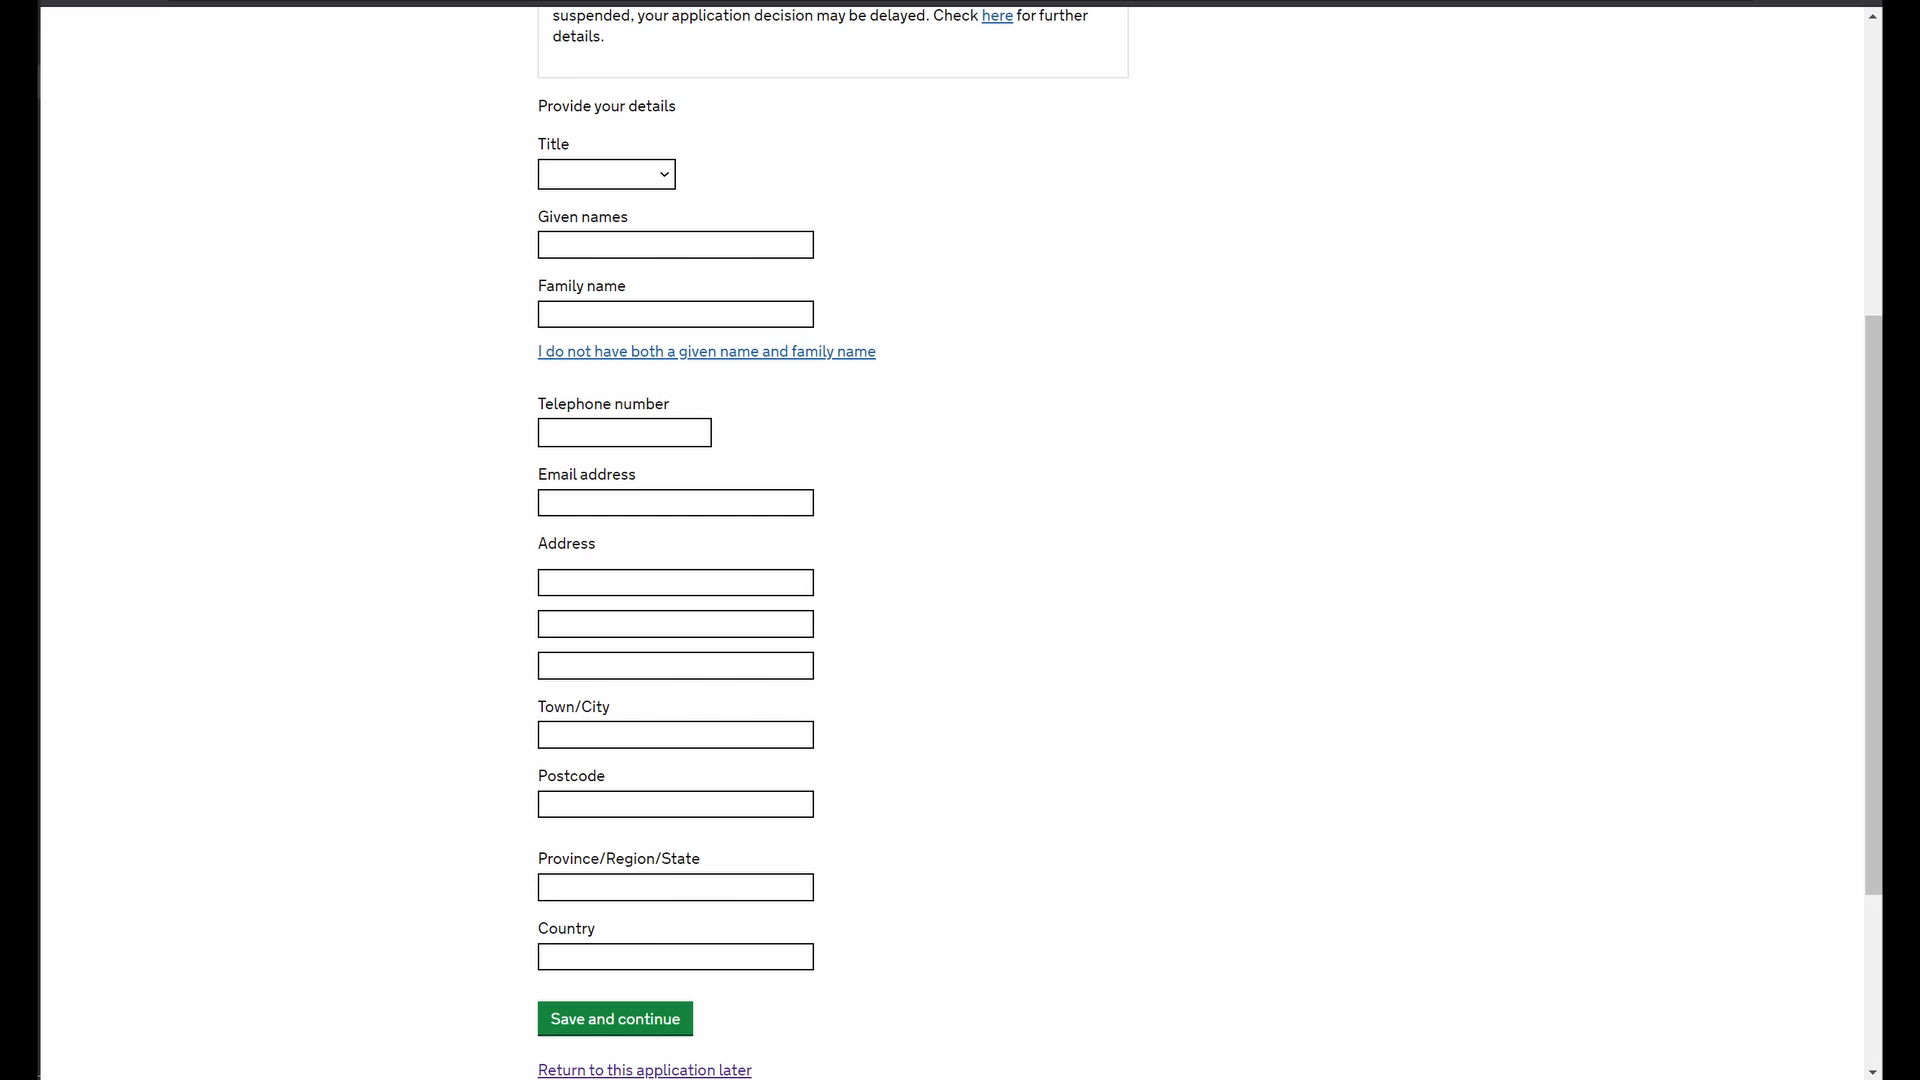 suspended, your application decision may be delayed. Check here for further
details.
Provide your details
Title
Given names
Family name
I do not have both a given name and family name
Telephone number
Email address
Address
Town/City
Postcode
Province/Region/State
Country
Save and continue
Return to this application later